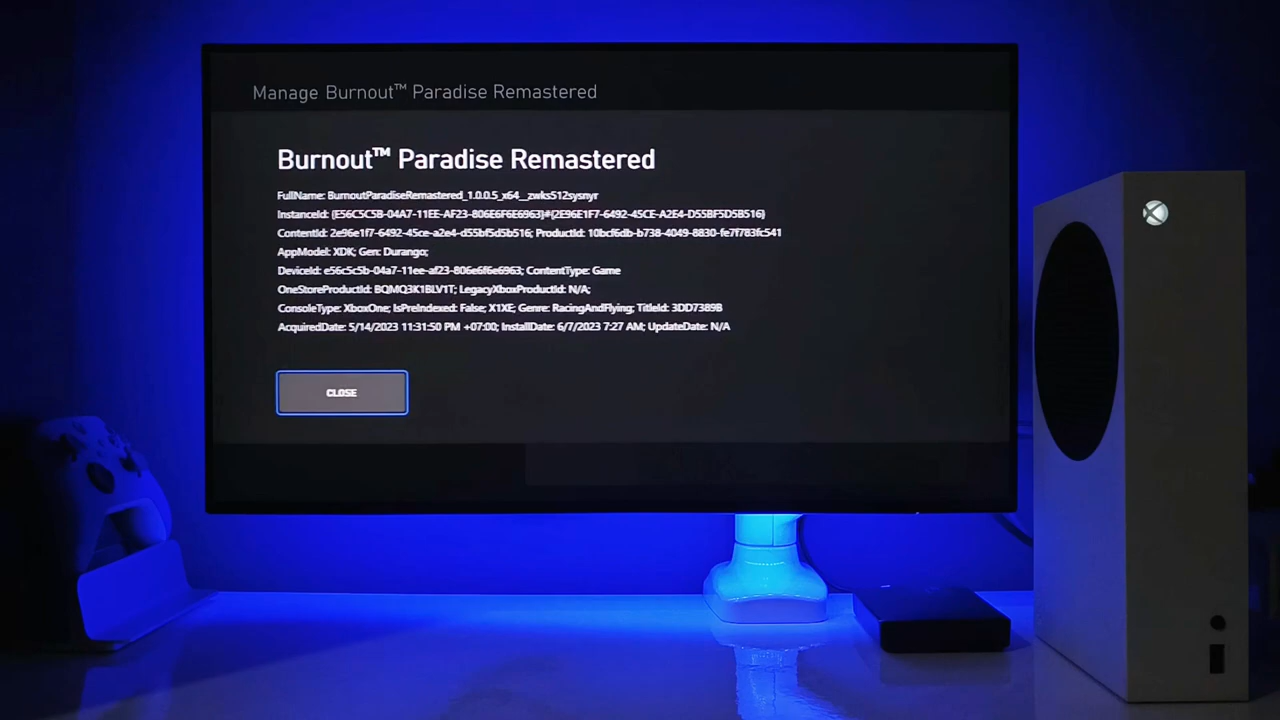 Manage Burnout™ Paradise Remastered
Burnout™ Paradise Remastered
FullName: BurnoutParadiseRemastered_1.0.0.5_x64__zwks512sysnyr
InstanceId: {E56C5C5B-04A7-11EE-AF23-806E6F6E6963}#{2E96E1F7-6492-45CE-A2E4-D55BF5D5B516}
ContentId: 2e96e1f7-6492-45ce-a2e4-d55bf5d5b516; ProductId: 10bcf6db-b738-4049-8830-fe7f783fc541
AppModel: XDK; Gen: Durango;
DeviceId: e56c5c5b-04a7-11ee-af23-806e6f6e6963; ContentType: Game
OneStoreProductId: BQMQ3K1BLV1T; LegacyXboxProductId: N/A;
ConsoleType: XboxOne; IsPreIndexed: False; X1XE; Genre: RacingAndFlying; TitleId: 3DD7389B
AcquiredDate: 5/14/2023 11:31:50 PM +07:00; InstallDate: 6/7/2023 7:27 AM; UpdateDate: N/A
CLOSE